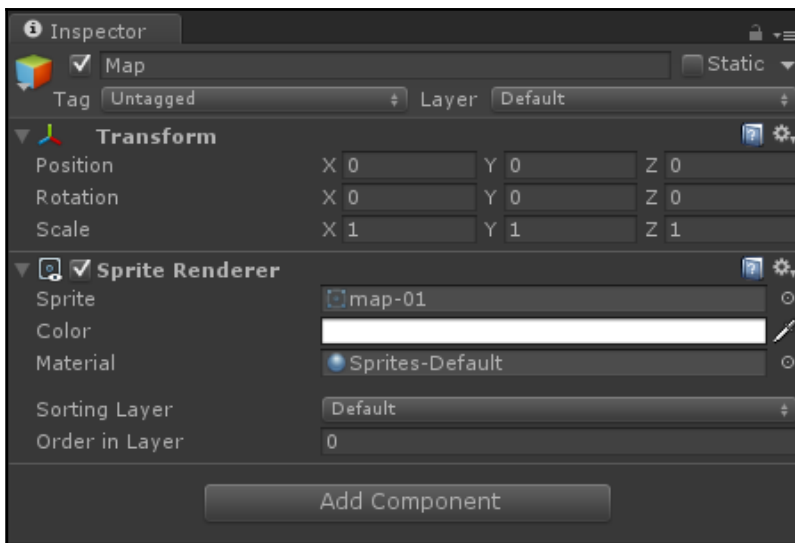 Inspector
Map Static
Tag Untagged Layer Default
Transform
Position X 0 Y 0 Z 0
Rotation X 0 Y 0 Z 0
Scale X 1 Y 1 Z 1
Sprite Renderer
Sprite map-01
Color
Material Sprites-Default
Sorting Layer Default
Order in Layer 0
Add Component